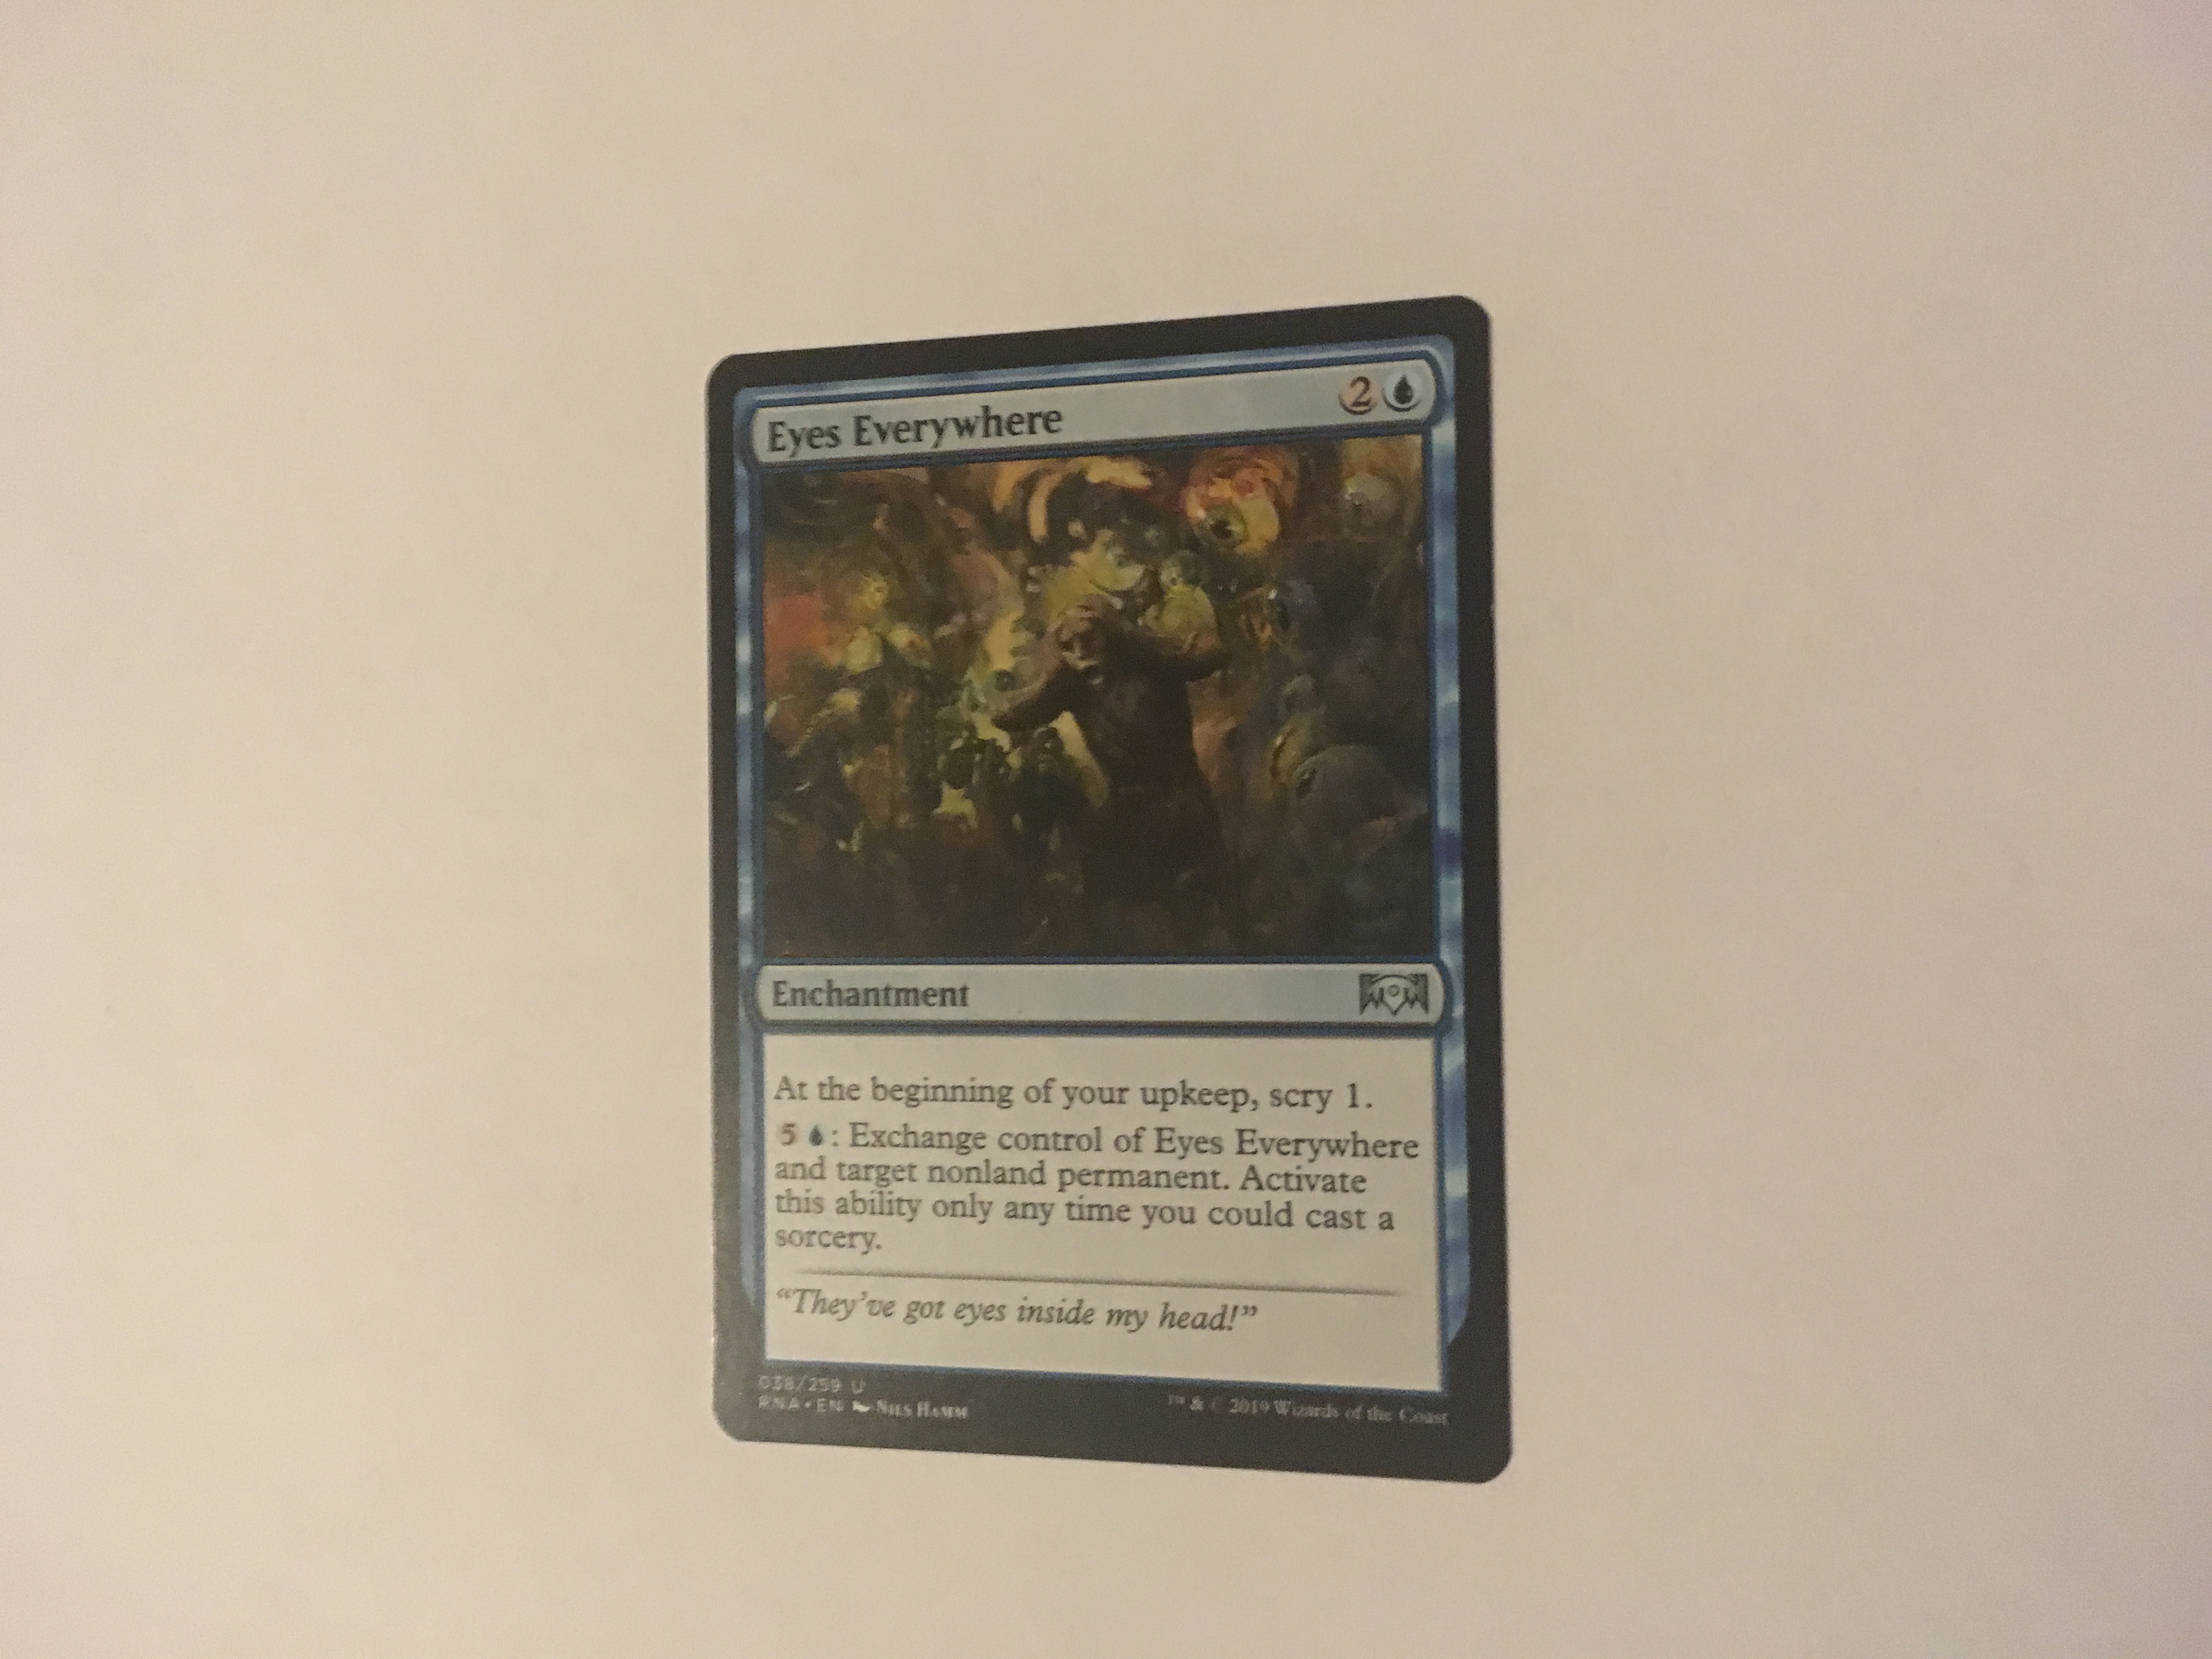 Eyes Everywhere 2
Enchantment
At the beginning of your upkeep, scry 1.
5 : Exchange control of Eyes Everywhere
and target nonland permanent. Activate
this ability only any time you could cast a
sorcery.
“They’ve got eyes inside my head!”
038/259 U
RNA • EN Nils Hamm
™ & © 2019 Wizards of the Coast